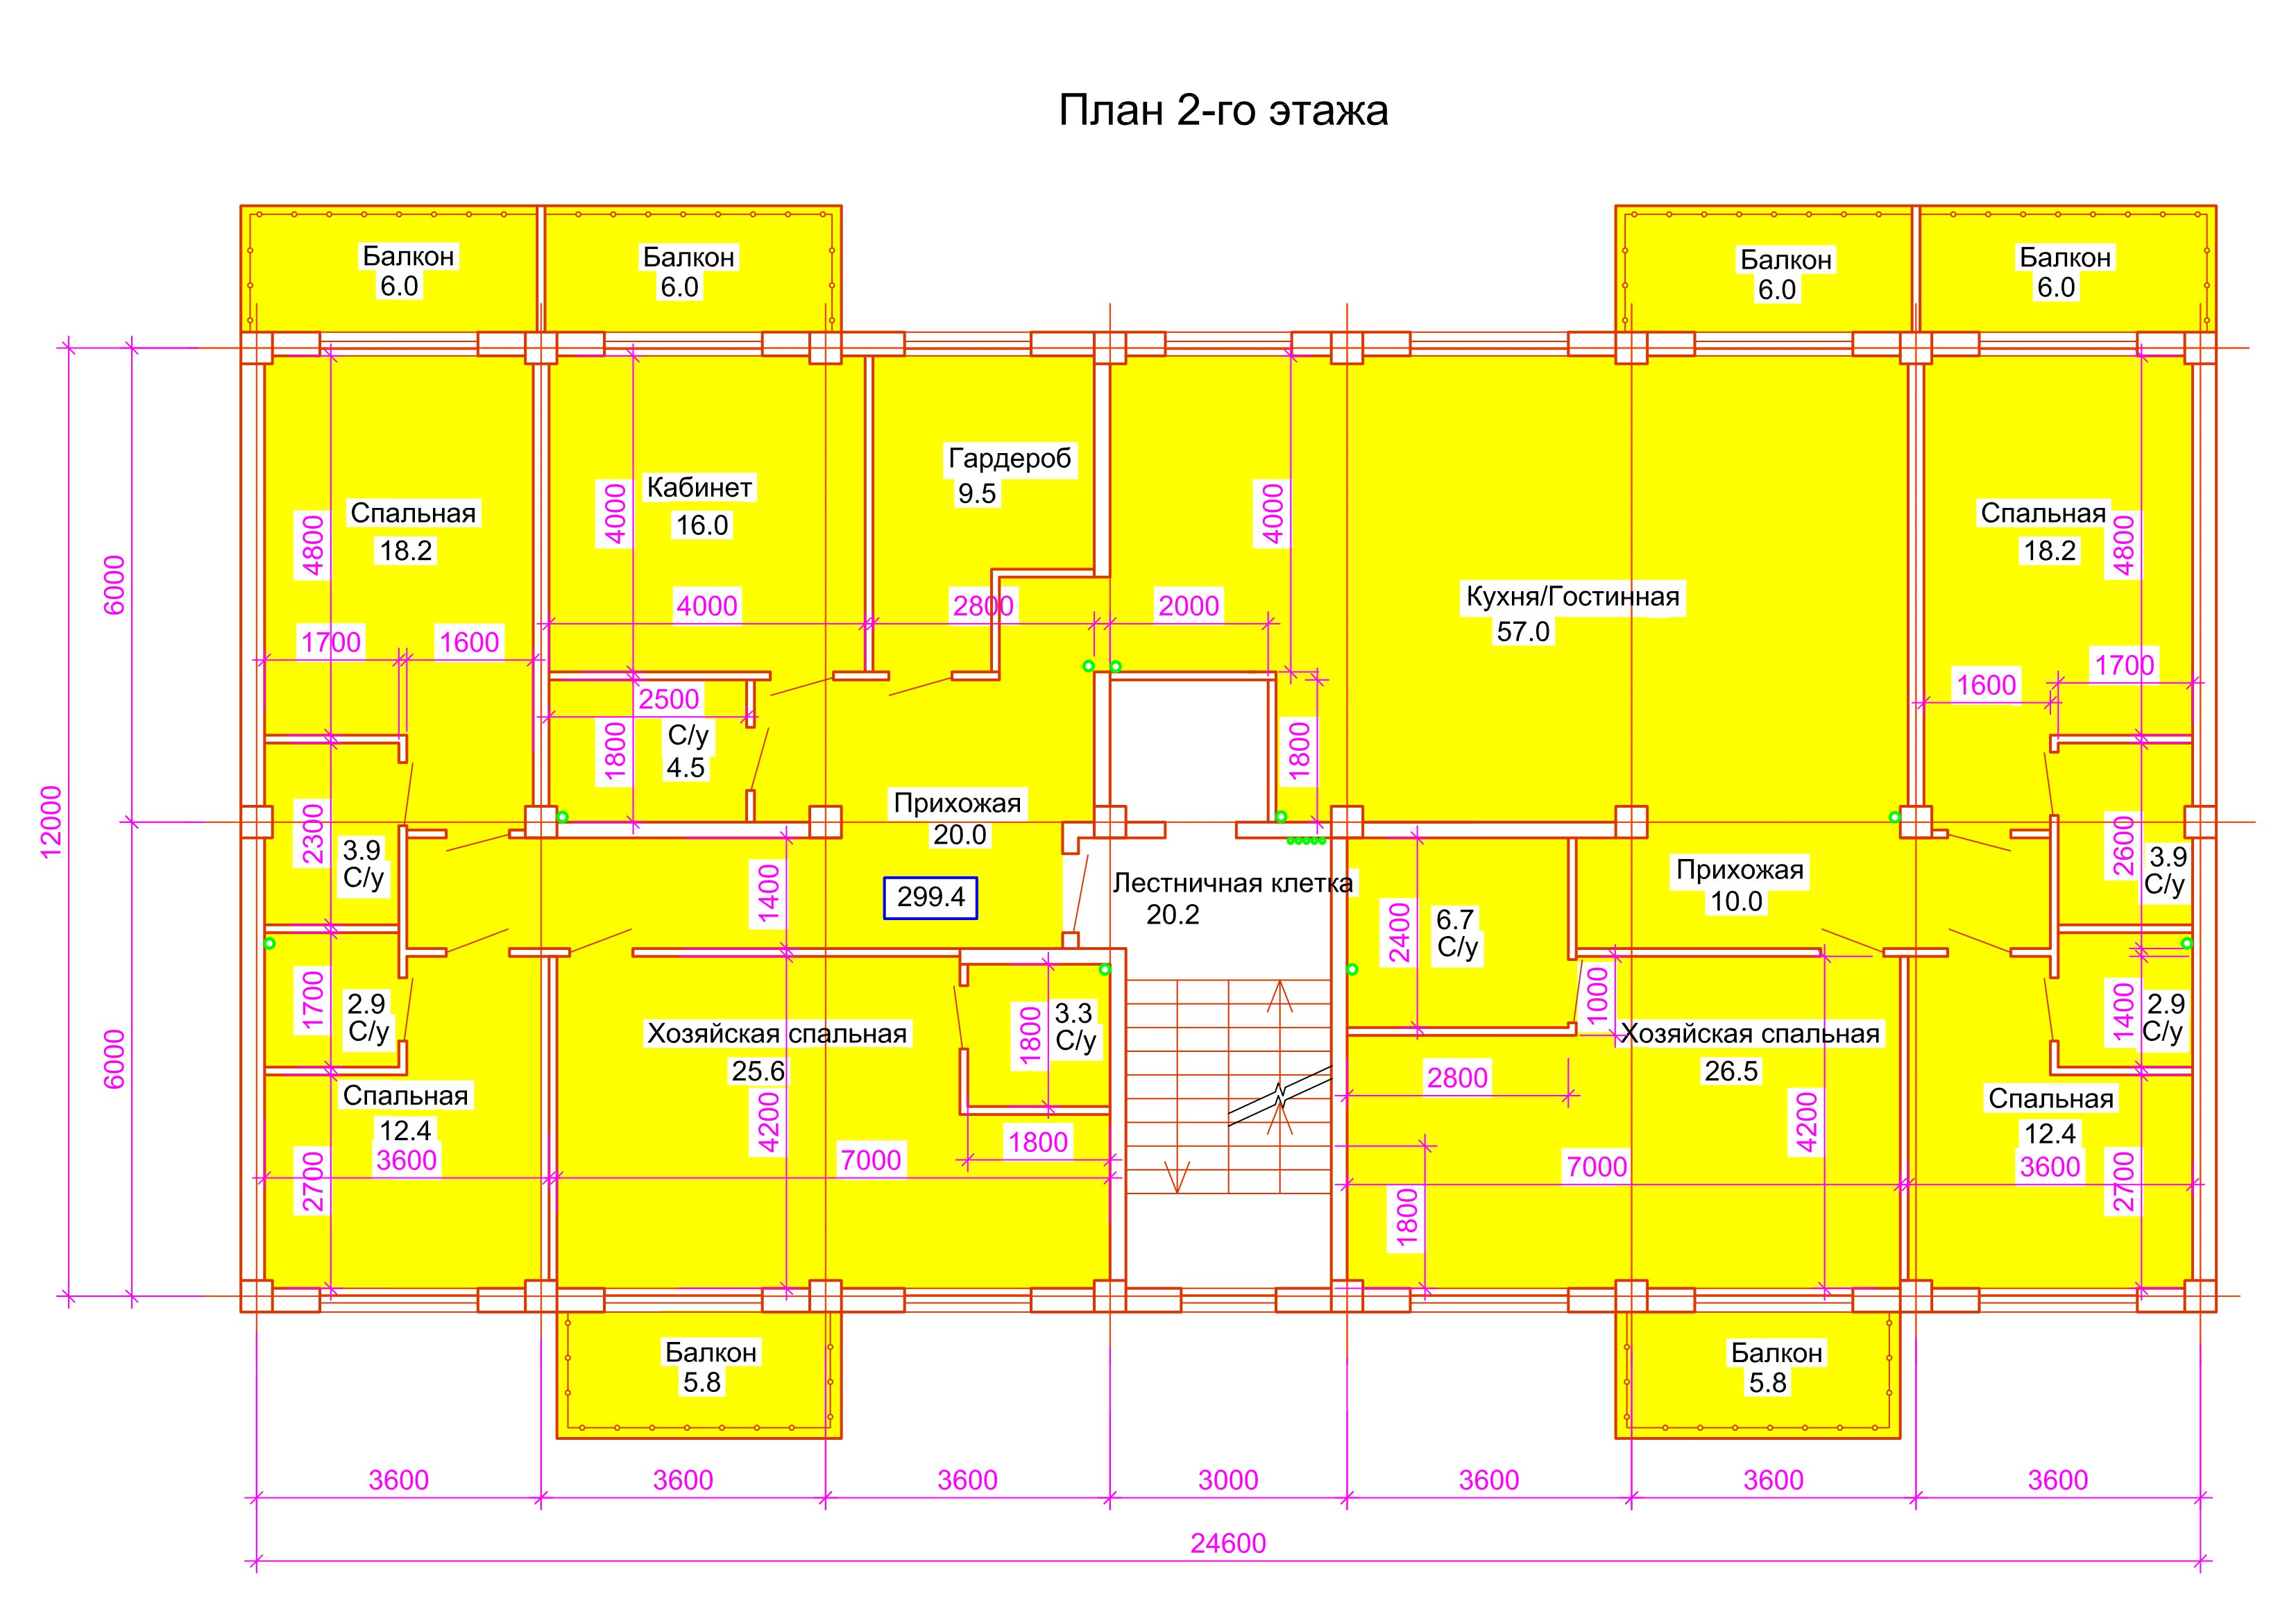 План 2-го этажа
Балкон
6.0
Балкон
6.0
Балкон
6.0
Балкон
6.0
12000
6000
6000
Спальная
18.2
4800
1700
1600
Кабинет
16.0
4000
4000
Гардероб
9.5
2800
2000
4000
Кухня/Гостинная
57.0
Спальная
18.2
4800
1600
1700
2500
С/у
4.5
1800
1800
2300
3.9
С/у
Прихожая
20.0
299.4
1400
Лестничная клетка
20.2
2400
6.7
С/у
Прихожая
10.0
2600
3.9
С/у
1700
2.9
С/у
Хозяйская спальная
25.6
4200
1800
3.3
С/у
1000
Хозяйская спальная
26.5
4200
1400
2.9
С/у
Спальная
12.4
3600
2700
7000
1800
2800
7000
1800
Спальная
12.4
3600
2700
Балкон
5.8
Балкон
5.8
3600
3600
3600
3000
3600
3600
3600
24600